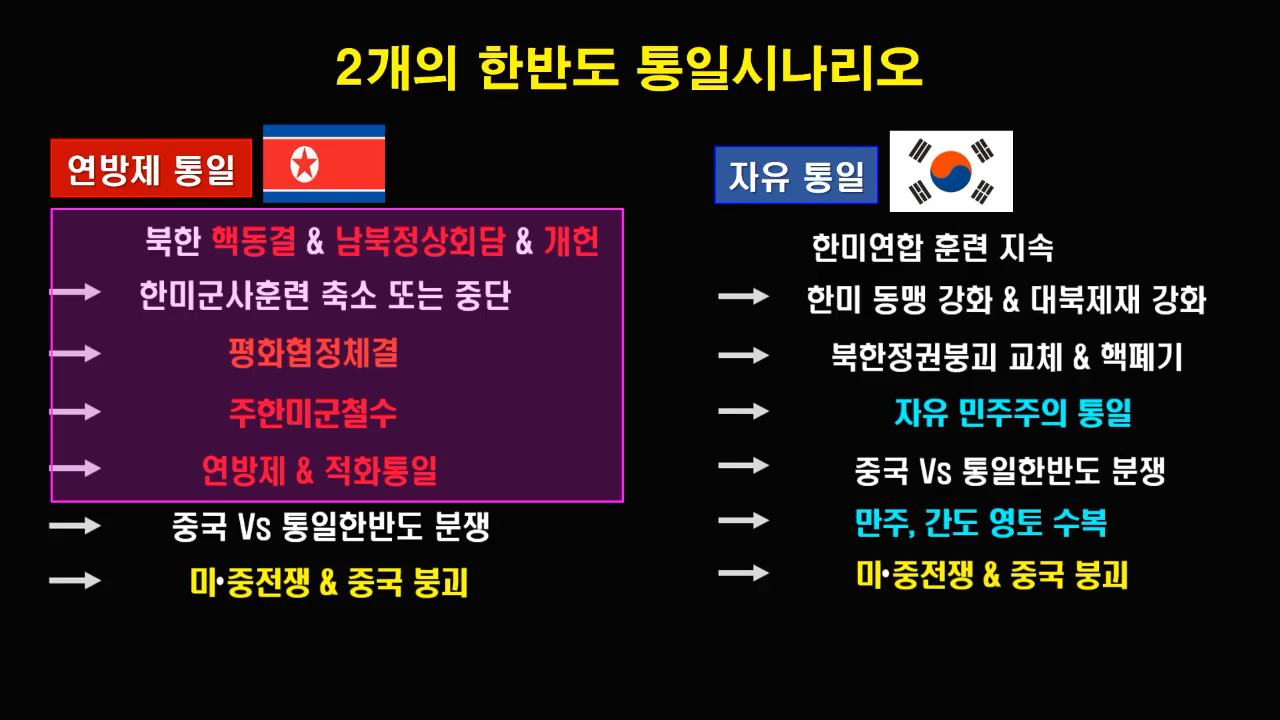 2개의 한반도 통일시나리오
연방제 통일
북한 핵동결 & 남북정상회담 & 개헌
한미군사훈련 축소 또는 중단
평화협정체결
주한미군철수
연방제 & 적화통일
중국 Vs 통일한반도 분쟁
미·중전쟁 & 중국 붕괴
자유 통일
한미연합 훈련 지속
한미 동맹 강화 & 대북제재 강화
북한정권붕괴 교체 & 핵폐기
자유 민주주의 통일
중국 Vs 통일한반도 분쟁
만주, 간도 영토 수복
미·중전쟁 & 중국 붕괴